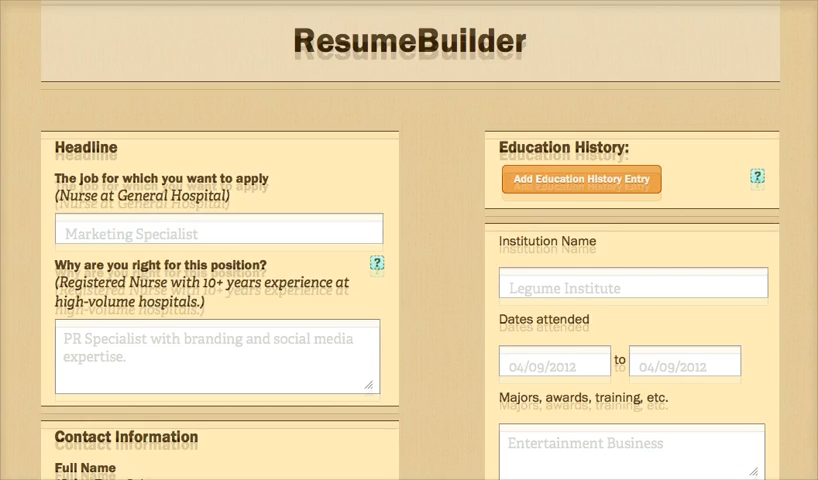 ResumeBuilder
Headline
The job for which you want to apply
(Nurse at General Hospital)
Marketing Specialist
Why are you right for this position?
?
(Registered Nurse with 10+ years experience at
high-volume hospitals.)
PR Specialist with branding and social media
expertise.
Contact Information
Full Name
Education History:
Add Education History Entry
?
Institution Name
Legume Institute
Dates attended
04/09/2012 to 04/09/2012
Majors, awards, training, etc.
Entertainment Business